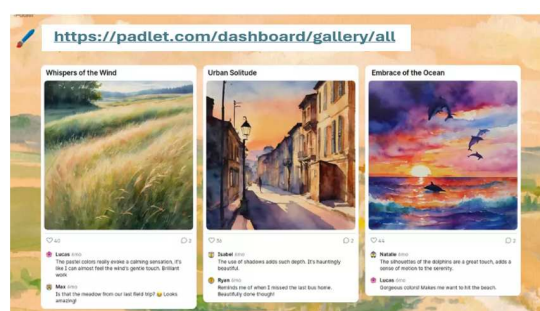 https://padlet.com/dashboard/gallery/all
Whispers of the Wind
40
2
Lucas 8mo
The pastel colors really evoke a calming sensation, it's
like I can almost feel the wind's gentle touch. Brilliant
work
Max 8mo
Is that the meadow from our last field trip? 😄 Looks
amazing!
Urban Solitude
2
Isabel
The use of shadows adds such depth. It's hauntingly
beautiful.
Ryan
Reminds me of when I missed the last bus home.
Beautifully done though!
Embrace of the Ocean
44
2
Natalie
The silhouettes of the dolphins are a great touch, adds a
sense of motion to the serenity.
Lucas
Gorgeous colors! Makes me want to hit the beach.